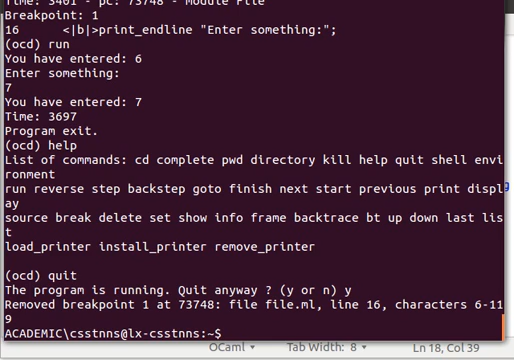 Time: 3401 - pc: 73748 - Module File
Breakpoint: 1
16      <|b|>print_endline "Enter something:";
(ocd) run
You have entered: 6
Enter something:
7
You have entered: 7
Time: 3697
Program exit.
(ocd) help
List of commands: cd complete pwd directory kill help quit shell envi
ronment
run reverse step backstep goto finish next start previous print displ
ay
source break delete set show info frame backtrace bt up down last lis
t
load_printer install_printer remove_printer
(ocd) quit
The program is running. Quit anyway ? (y or n) y
Removed breakpoint 1 at 73748: file file.ml, line 16, characters 6-11
9
ACADEMIC\csstnns@lx-csstnns:~$
OCaml Tab Width: 8 Ln 18, Col 39